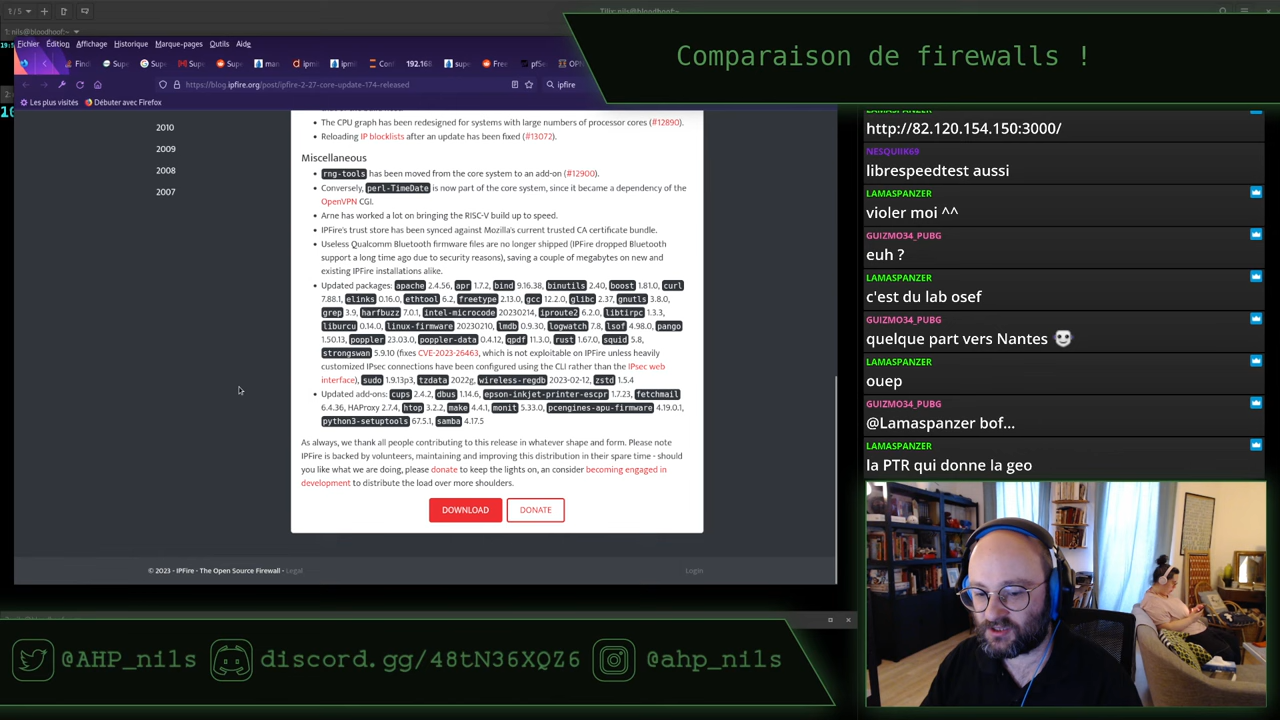 1 / 5
Tilix: nils@bloodhoof:~
1: nils@bloodhoof:~
Fichier Édition Affichage Historique Marque-pages Outils Aide
Comparaison de firewalls !
https://blog.ipfire.org/post/ipfire-2-27-core-update-174-released
ipfire
Les plus visités
Débuter avec Firefox
2010
2009
2008
2007
The CPU graph has been redesigned for systems with large numbers of processor cores (#12890).
Reloading IP blocklists after an update has been fixed (#13072).
Miscellaneous
rng-tools has been moved from the core system to an add-on (#12900).
Conversely, perl-TimeDate is now part of the core system, since it became a dependency of the
OpenVPN CGI.
Arne has worked a lot on bringing the RISC-V build up to speed.
IPFire's trust store has been synced against Mozilla's current trusted CA certificate bundle.
Useless Qualcomm Bluetooth firmware files are no longer shipped (IPFire dropped Bluetooth
support a long time ago due to security reasons), saving a couple of megabytes on new and
existing IPFire installations alike.
Updated packages: apache 2.4.56, apr 1.7.2, bind 9.16.38, binutils 2.40, boost 1.81.0, curl
7.88.1, elinks 0.16.0, ethtool 6.2, freetype 2.13.0, gcc 12.2.0, glibc 2.37, gnutls 3.8.0,
grep 3.9, harfbuzz 7.0.1, intel-microcode 20230214, iproute2 6.2.0, libtirpc 1.3.3,
liburcu 0.14.0, linux-firmware 20230210, lmdb 0.9.30, logwatch 7.8, lsof 4.98.0, pango
1.50.13, poppler 23.03.0, poppler-data 0.4.12, qpdf 11.3.0, rust 1.67.0, squid 5.8,
strongswan 5.9.10 (fixes CVE-2023-26463, which is not exploitable on IPFire unless heavily
customized IPsec connections have been configured using the CLI rather than the IPsec web
interface), sudo 1.9.13p3, tzdata 2022g, wireless-regdb 2023-02-12, zstd 1.5.4
Updated add-ons: cups 2.4.2, dbus 1.14.6, epson-inkjet-printer-escpr 1.7.23, fetchmail
6.4.36, HAProxy 2.7.4, htop 3.2.2, make 4.4.1, monit 5.33.0, pcengines-apu-firmware 4.19.0.1,
python3-setuptools 67.5.1, samba 4.17.5
As always, we thank all people contributing to this release in whatever shape and form. Please note
IPFire is backed by volunteers, maintaining and improving this distribution in their spare time - should
you like what we are doing, please donate to keep the lights on, an consider becoming engaged in
development to distribute the load over more shoulders.
DOWNLOAD
DONATE
© 2023 - IPFire - The Open Source Firewall - Legal
Login
LAMASPANZER
http://82.120.154.150:3000/
NESQUIIK69
librespeedtest aussi
LAMASPANZER
violer moi ^^
GUIZMO34_PUBG
euh ?
LAMASPANZER
c'est du lab osef
GUIZMO34_PUBG
quelque part vers Nantes
LAMASPANZER
ouep
GUIZMO34_PUBG
@Lamaspanzer bof...
LAMASPANZER
la PTR qui donne la geo
@AHP_nils
discord.gg/48tN36XQZ6
@ahp_nils